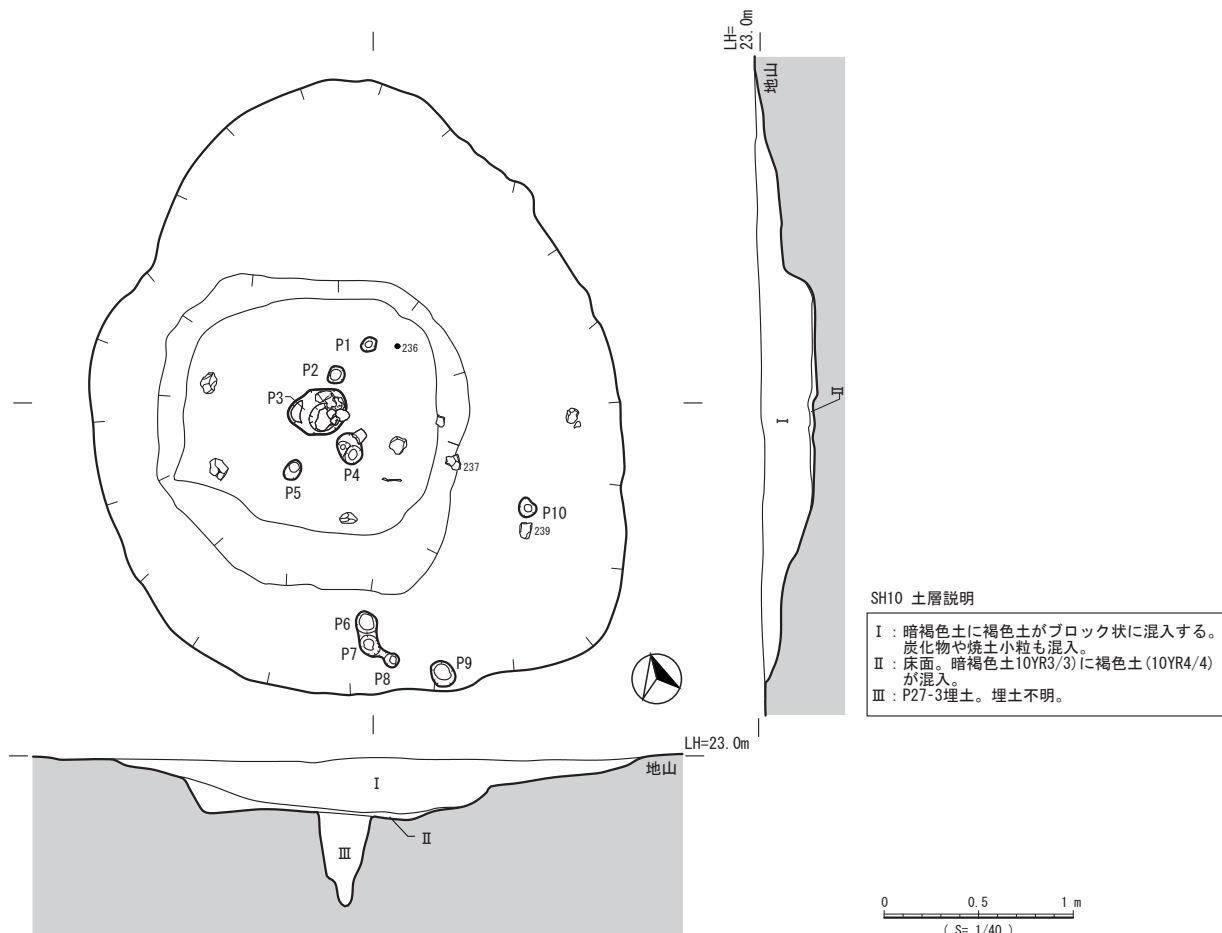 LH=
23.0m
地山
P1
236
P2
P3
P4
P5
237
P10
239
P6
P7
P8
P9
Ⅰ
Ⅱ
SH10 土層説明
Ⅰ：暗褐色土に褐色土がブロック状に混入する。
炭化物や焼土小粒も混入。
Ⅱ：床面。暗褐色土10YR3/3)に褐色土(10YR4/4)
が混入。
Ⅲ：P27-3埋土。埋土不明。
LH=23.0m
地山
Ⅰ
Ⅱ
Ⅲ
0 0.5 1 m
( S= 1/40 )